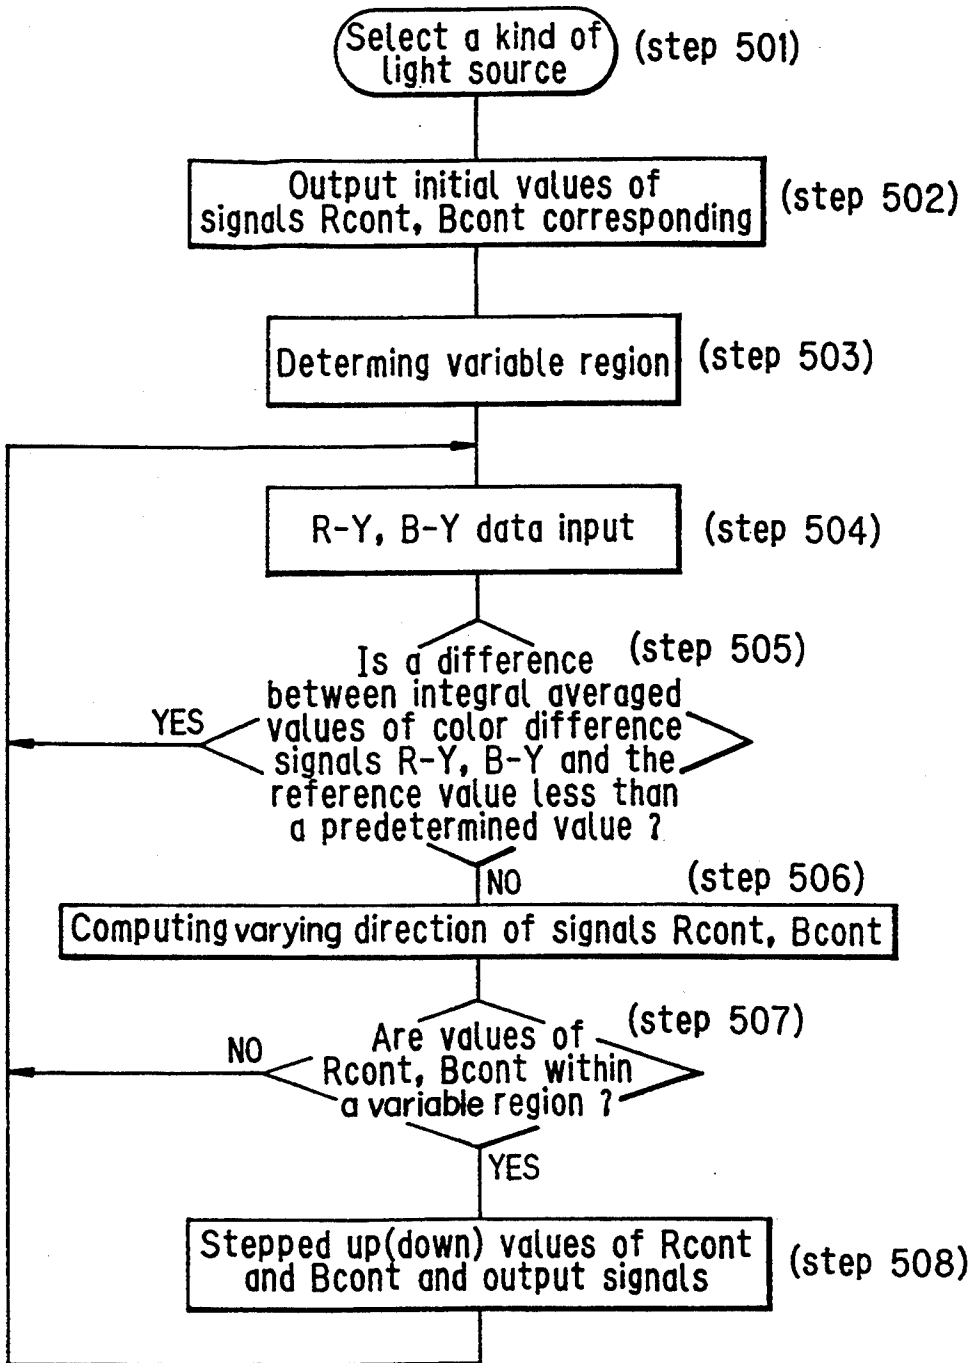 Select a kind of
light source
(step 501)
Output initial values of
signals Rcont, Bcont corresponding
(step 502)
Determing variable region
(step 503)
R-Y, B-Y data input
(step 504)
Is a difference
between integral averaged
values of color difference
signals R-Y, B-Y and the
reference value less than
a predetermined value ?
(step 505)
YES
NO
(step 506)
Computing varying direction of signals Rcont, Bcont
Are values of
Rcont, Bcont within
a variable region ?
(step 507)
NO
YES
Stepped up(down) values of Rcont
and Bcont and output signals
(step 508)